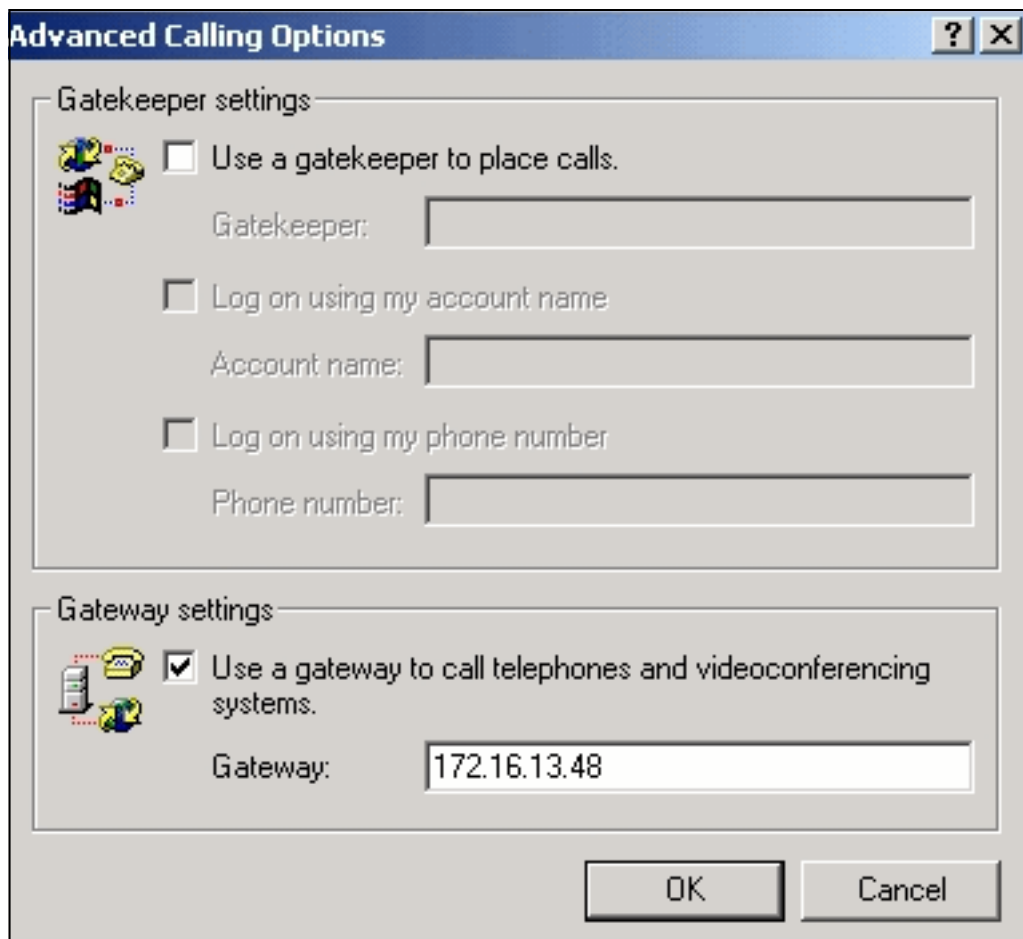 Advanced Calling Options
Gatekeeper settings
Use a gatekeeper to place calls.
Gatekeeper:
Log on using my account name
Account name:
Log on using my phone number
Phone number:
Gateway settings
Use a gateway to call telephones and videoconferencing
systems.
Gateway: 172.16.13.48
OK Cancel